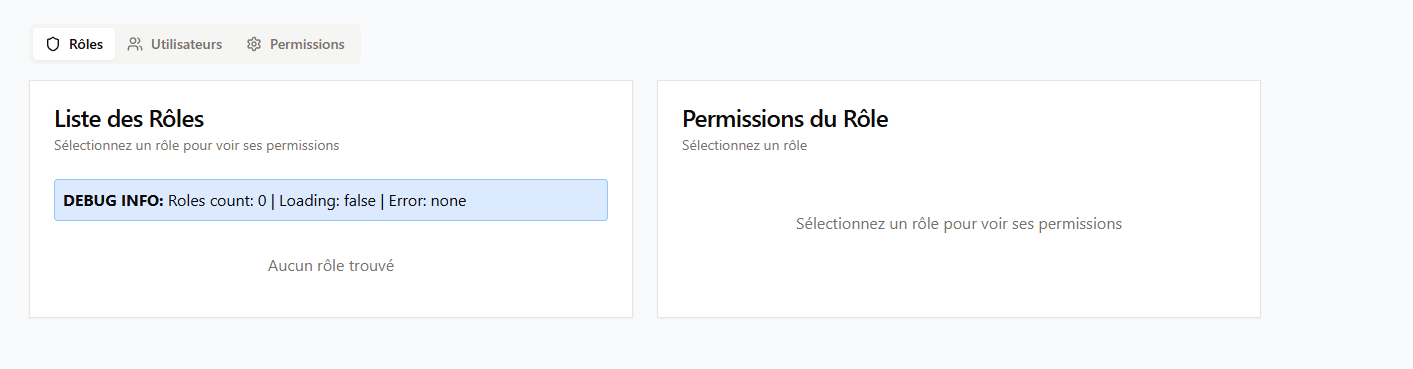 Rôles Utilisateurs Permissions
Liste des Rôles
Sélectionnez un rôle pour voir ses permissions
DEBUG INFO: Roles count: 0 | Loading: false | Error: none
Aucun rôle trouvé
Permissions du Rôle
Sélectionnez un rôle
Sélectionnez un rôle pour voir ses permissions